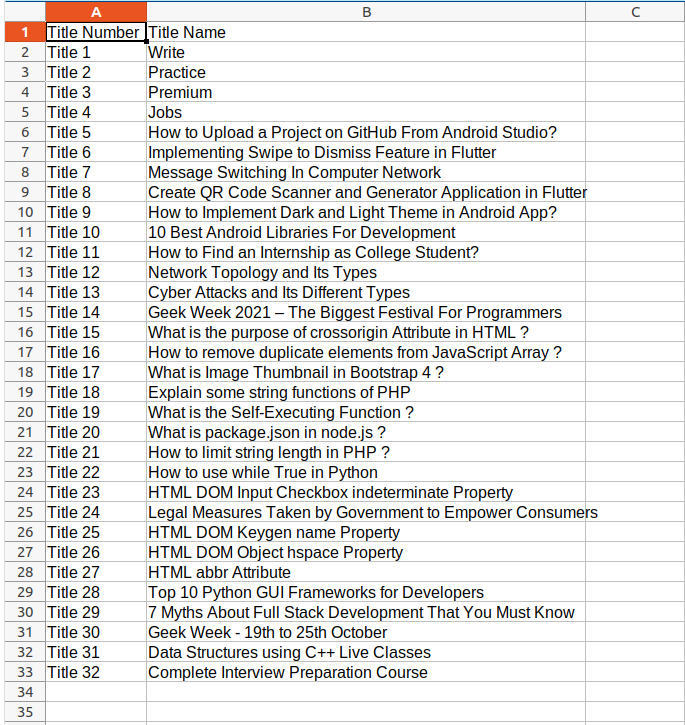 A B C
1 Title Number Title Name
2 Title 1 Write
3 Title 2 Practice
4 Title 3 Premium
5 Title 4 Jobs
6 Title 5 How to Upload a Project on GitHub From Android Studio?
7 Title 6 Implementing Swipe to Dismiss Feature in Flutter
8 Title 7 Message Switching In Computer Network
9 Title 8 Create QR Code Scanner and Generator Application in Flutter
10 Title 9 How to Implement Dark and Light Theme in Android App?
11 Title 10 10 Best Android Libraries For Development
12 Title 11 How to Find an Internship as College Student?
13 Title 12 Network Topology and Its Types
14 Title 13 Cyber Attacks and Its Different Types
15 Title 14 Geek Week 2021 – The Biggest Festival For Programmers
16 Title 15 What is the purpose of crossorigin Attribute in HTML ?
17 Title 16 How to remove duplicate elements from JavaScript Array ?
18 Title 17 What is Image Thumbnail in Bootstrap 4 ?
19 Title 18 Explain some string functions of PHP
20 Title 19 What is the Self-Executing Function ?
21 Title 20 What is package.json in node.js ?
22 Title 21 How to limit string length in PHP ?
23 Title 22 How to use while True in Python
24 Title 23 HTML DOM Input Checkbox indeterminate Property
25 Title 24 Legal Measures Taken by Government to Empower Consumers
26 Title 25 HTML DOM Keygen name Property
27 Title 26 HTML DOM Object hspace Property
28 Title 27 HTML abbr Attribute
29 Title 28 Top 10 Python GUI Frameworks for Developers
30 Title 29 7 Myths About Full Stack Development That You Must Know
31 Title 30 Geek Week - 19th to 25th October
32 Title 31 Data Structures using C++ Live Classes
33 Title 32 Complete Interview Preparation Course
34
35